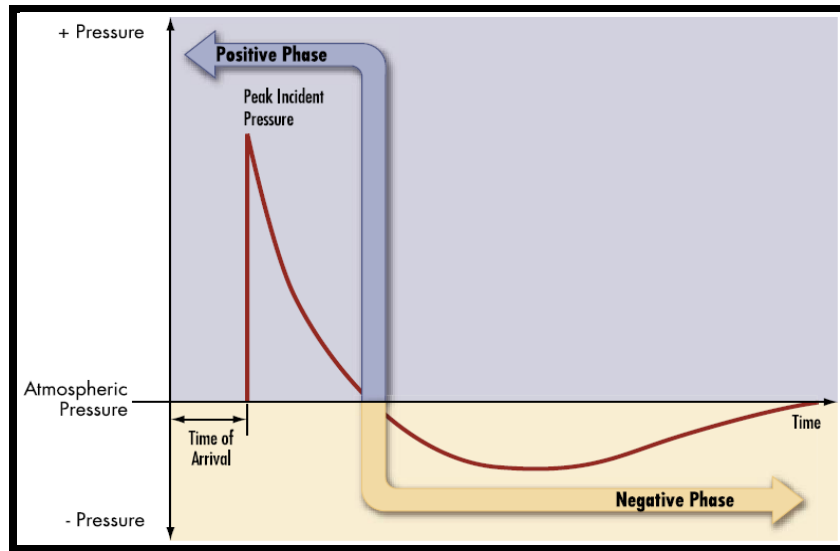 + Pressure
Positive Phase
Peak Incident
Pressure
Atmospheric
Pressure
Time
Time of
Arrival
Negative Phase
- Pressure